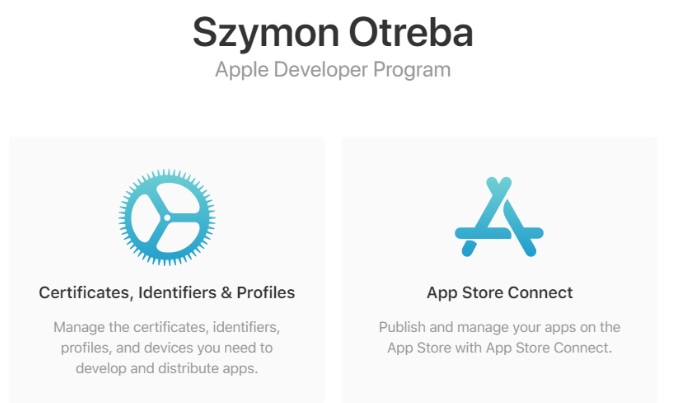 Szymon Otreba
Apple Developer Program
Certificates, Identifiers & Profiles
Manage the certificates, identifiers,
profiles, and devices you need to
develop and distribute apps.
App Store Connect
Publish and manage your apps on the
App Store with App Store Connect.